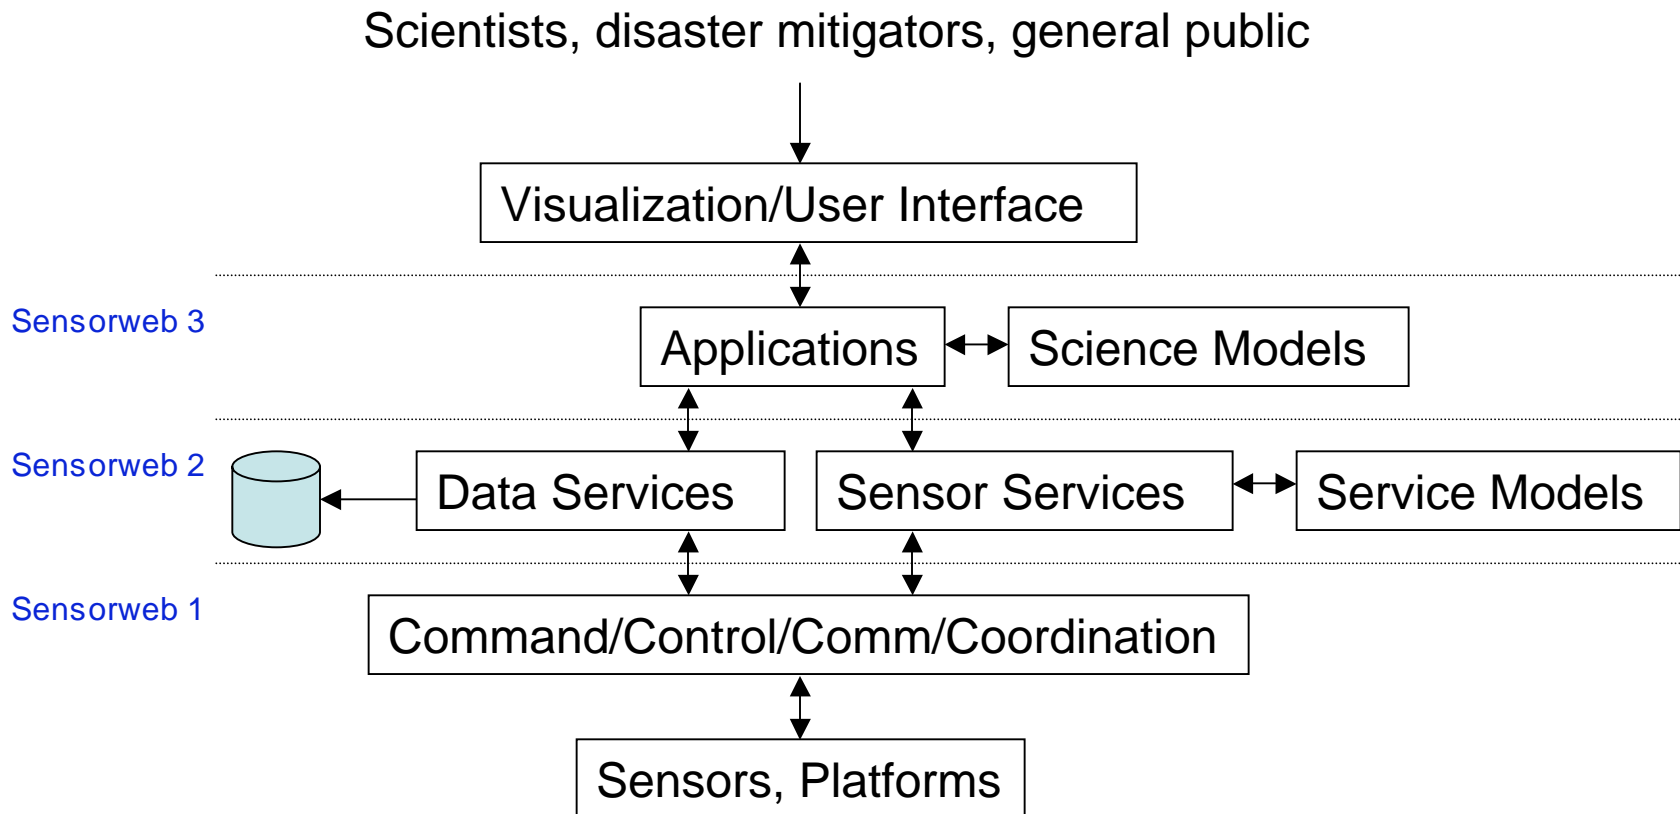 Scientists, disaster mitigators, general public
Visualization/User Interface
Sensorweb 3
Applications
Science Models
Sensorweb 2
Data Services
Sensor Services
Service Models
Sensorweb 1
Command/Control/Comm/Coordination
Sensors, Platforms